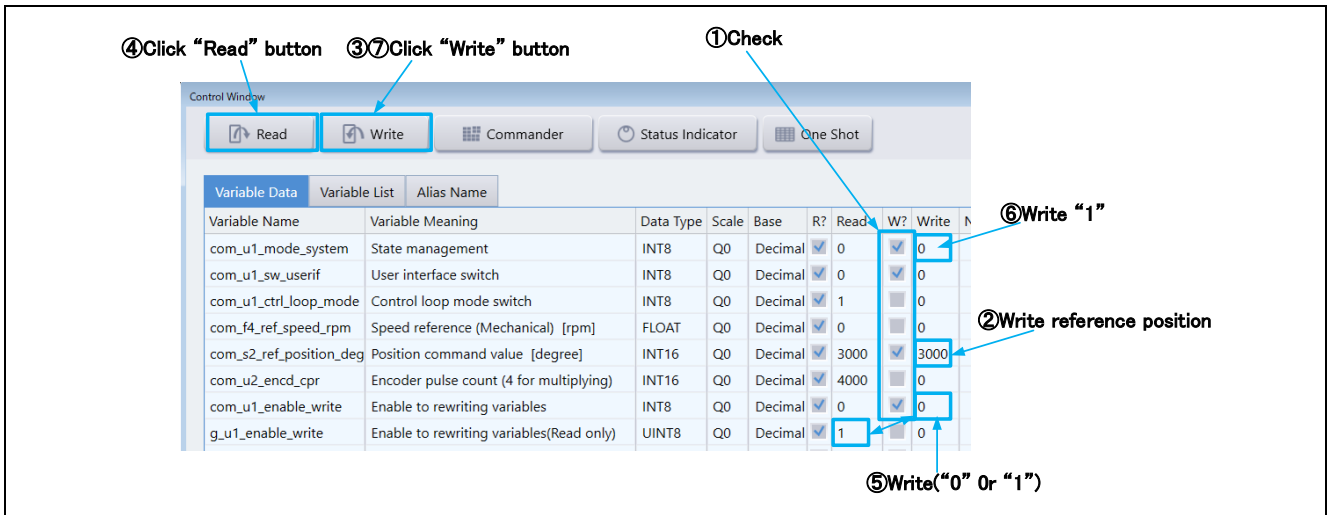 ④Click “Read” button ③⑦Click “Write” button ①Check
Control Window
Read Write Commander Status Indicator One Shot
Variable Data Variable List Alias Name
Variable Name Variable Meaning Data Type Scale Base R? Read W? Write N
⑥Write “1”
com_u1_mode_system State management INT8 Q0 Decimal 0 0
com_u1_sw_userif User interface switch INT8 Q0 Decimal 0 0
com_u1_ctrl_loop_mode Control loop mode switch INT8 Q0 Decimal 1 0
com_f4_ref_speed_rpm Speed reference (Mechanical) [rpm] FLOAT Q0 Decimal 0 0
②Write reference position
com_s2_ref_position_deg Position command value [degree] INT16 Q0 Decimal 3000 3000
com_u2_encd_cpr Encoder pulse count (4 for multiplying) INT16 Q0 Decimal 4000 0
com_u1_enable_write Enable to rewriting variables INT8 Q0 Decimal 0 0
g_u1_enable_write Enable to rewriting variables(Read only) UINT8 Q0 Decimal 1 0
⑤Write(“0” 0r “1”)